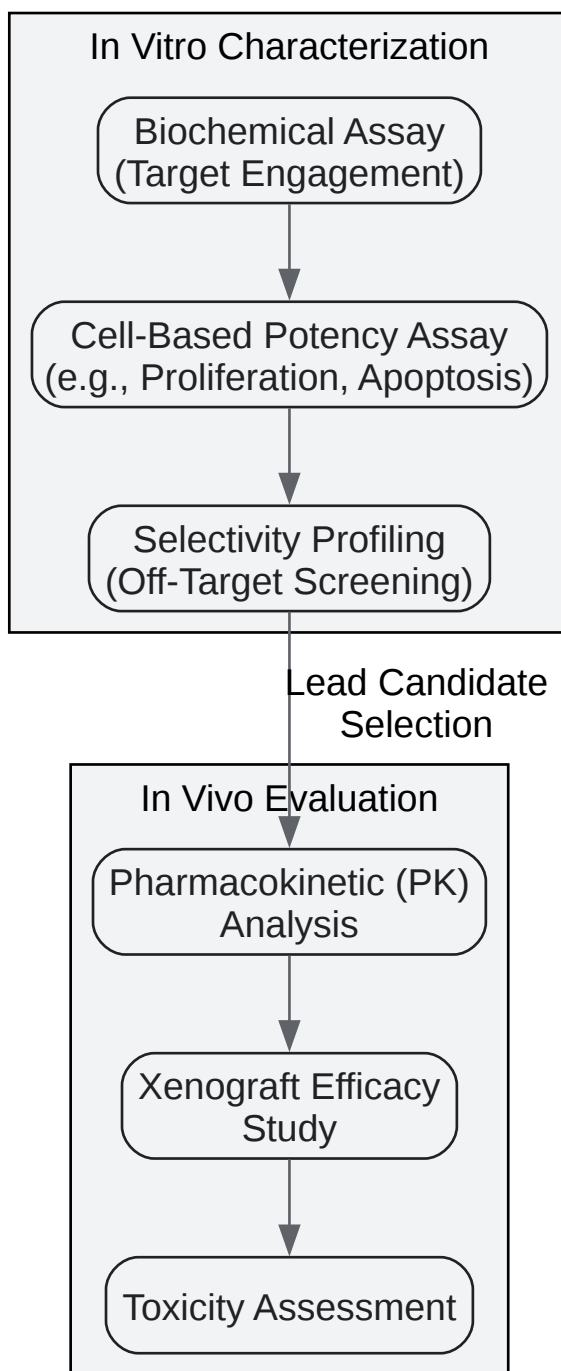 In Vitro Characterization
Biochemical Assay
(Target Engagement)
Cell-Based Potency Assay
(e.g., Proliferation, Apoptosis)
Selectivity Profiling
(Off-Target Screening)
Lead Candidate
Selection
In Vivo Evaluation
Pharmacokinetic (PK)
Analysis
Xenograft Efficacy
Study
Toxicity Assessment